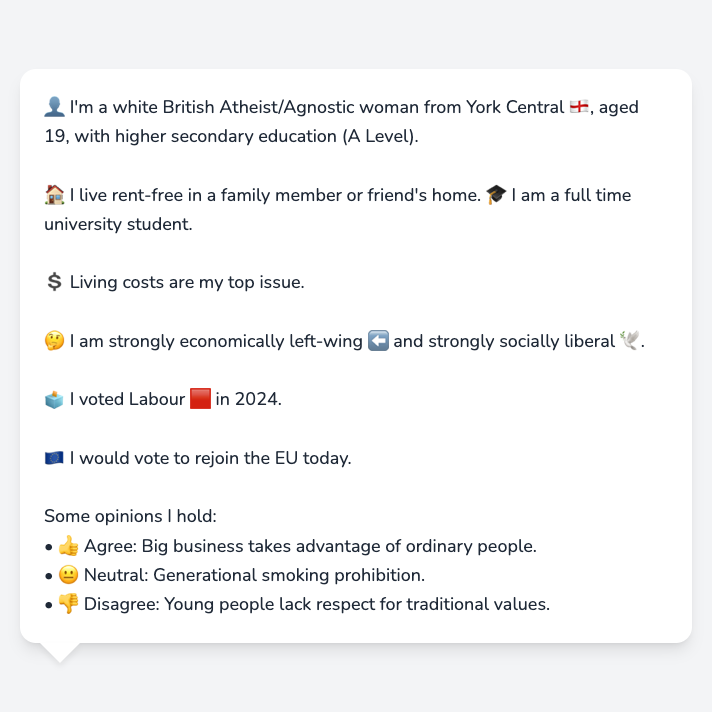 👤 I'm a white British Atheist/Agnostic woman from York Central 🏴󠁧󠁢󠁥󠁮󠁧󠁿, aged
19, with higher secondary education (A Level).
🏠 I live rent-free in a family member or friend's home. 🎓 I am a full time
university student.
💲 Living costs are my top issue.
🤔 I am strongly economically left-wing ⬅️ and strongly socially liberal 🕊️.
🗳️ I voted Labour 🟥 in 2024.
🇪🇺 I would vote to rejoin the EU today.
Some opinions I hold:
• 👍 Agree: Big business takes advantage of ordinary people.
• 😐 Neutral: Generational smoking prohibition.
• 👎 Disagree: Young people lack respect for traditional values.